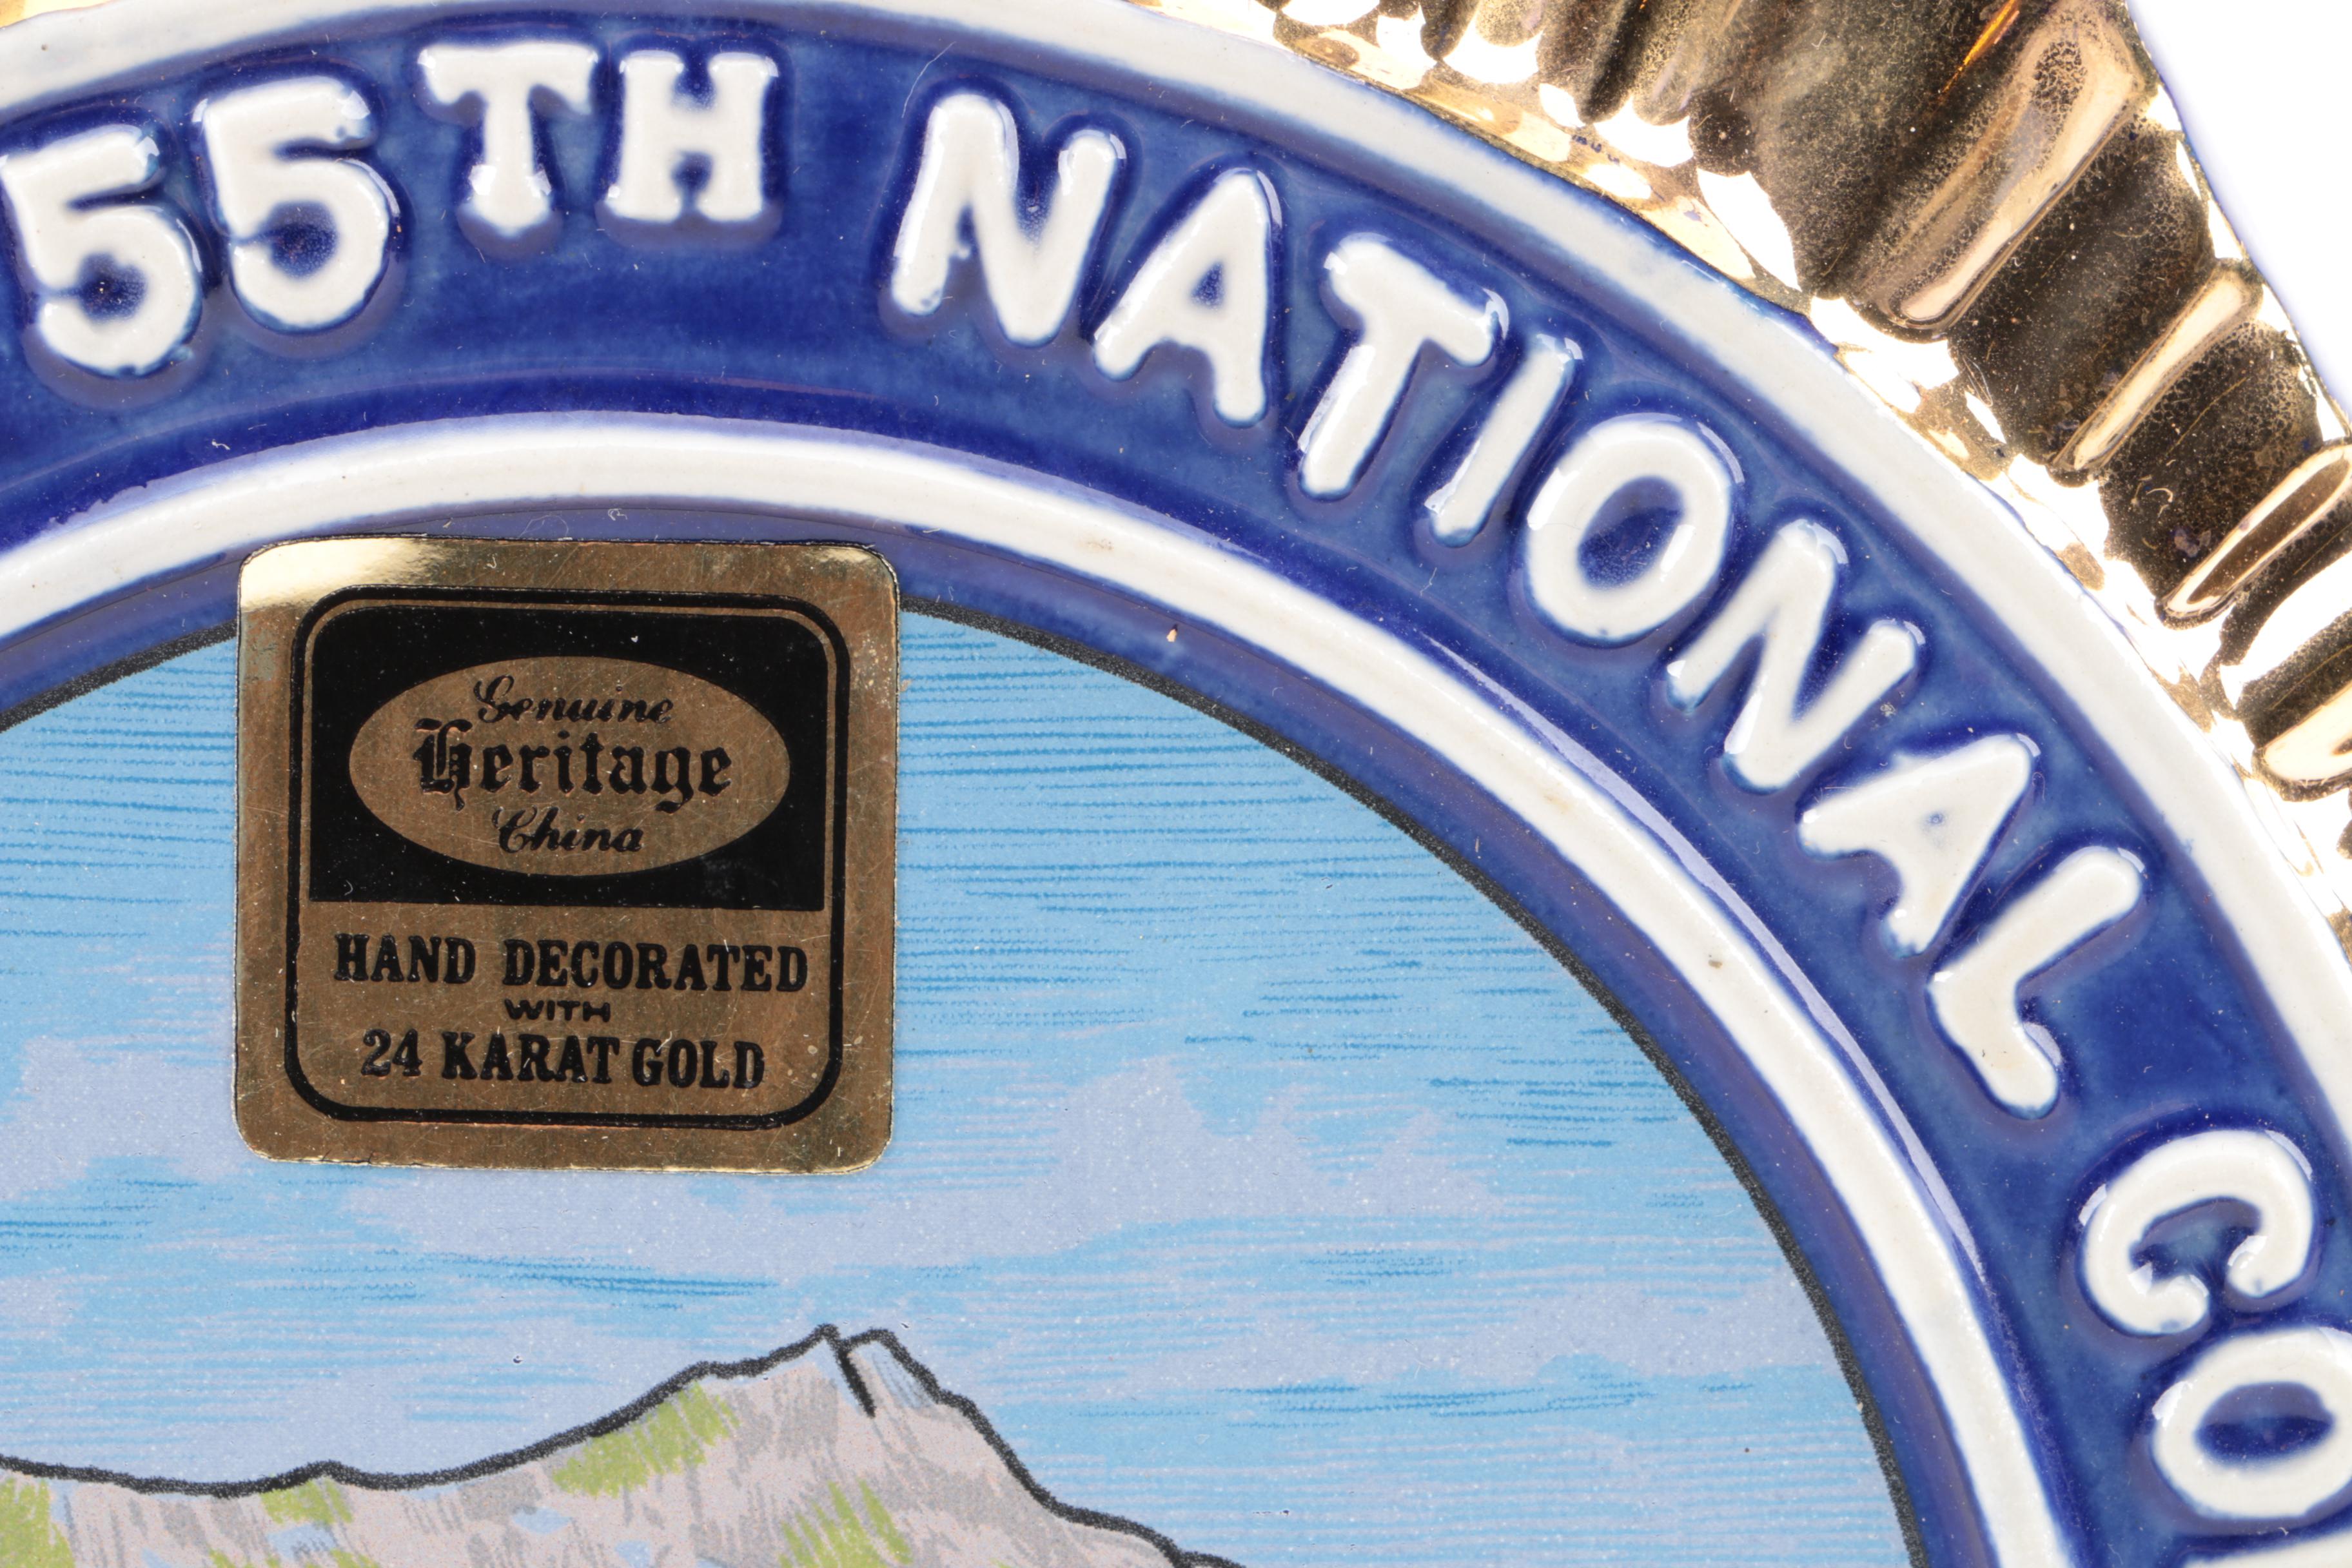 55TH NATIONAL CO
Genuine
Heritage
China
HAND DECORATED
WITH
24 KARAT GOLD